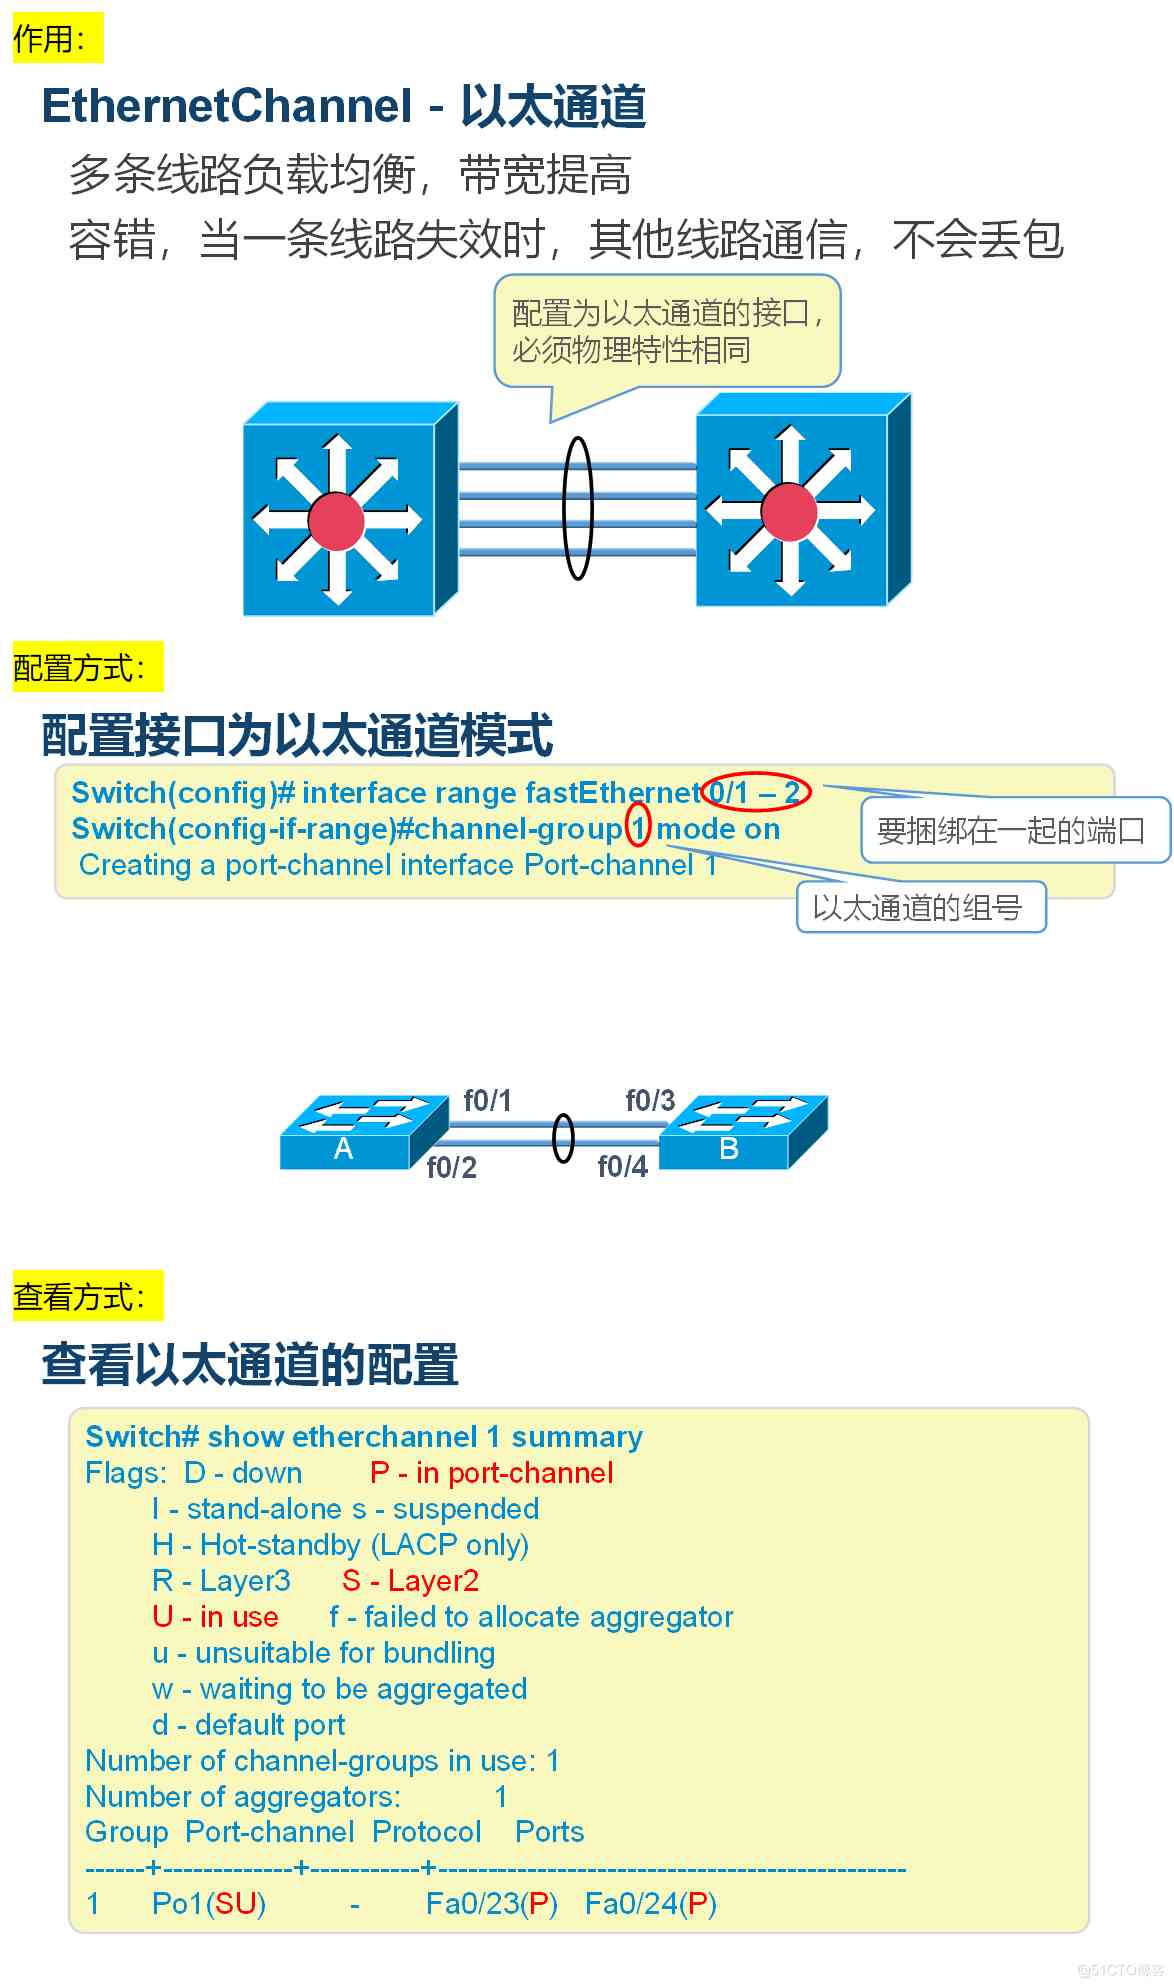 作用：
EthernetChannel - 以太通道
多条线路负载均衡，带宽提高
容错，当一条线路失效时，其他线路通信，不会丢包
配置为以太通道的接口，
必须物理特性相同
配置方式：
配置接口为以太通道模式
Switch(config)# interface range fastEthernet 0/1 – 2
Switch(config-if-range)#channel-group 1 mode on
要捆绑在一起的端口
Creating a port-channel interface Port-channel 1
以太通道的组号
f0/1 f0/3
A B
f0/2 f0/4
查看方式：
查看以太通道的配置
Switch# show etherchannel 1 summary
Flags: D - down P - in port-channel
I - stand-alone s - suspended
H - Hot-standby (LACP only)
R - Layer3 S - Layer2
U - in use f - failed to allocate aggregator
u - unsuitable for bundling
w - waiting to be aggregated
d - default port
Number of channel-groups in use: 1
Number of aggregators: 1
Group Port-channel Protocol Ports
------+-------------+-----------+-----------------------------------------------
1 Po1(SU) - Fa0/23(P) Fa0/24(P)
@51CTO博客